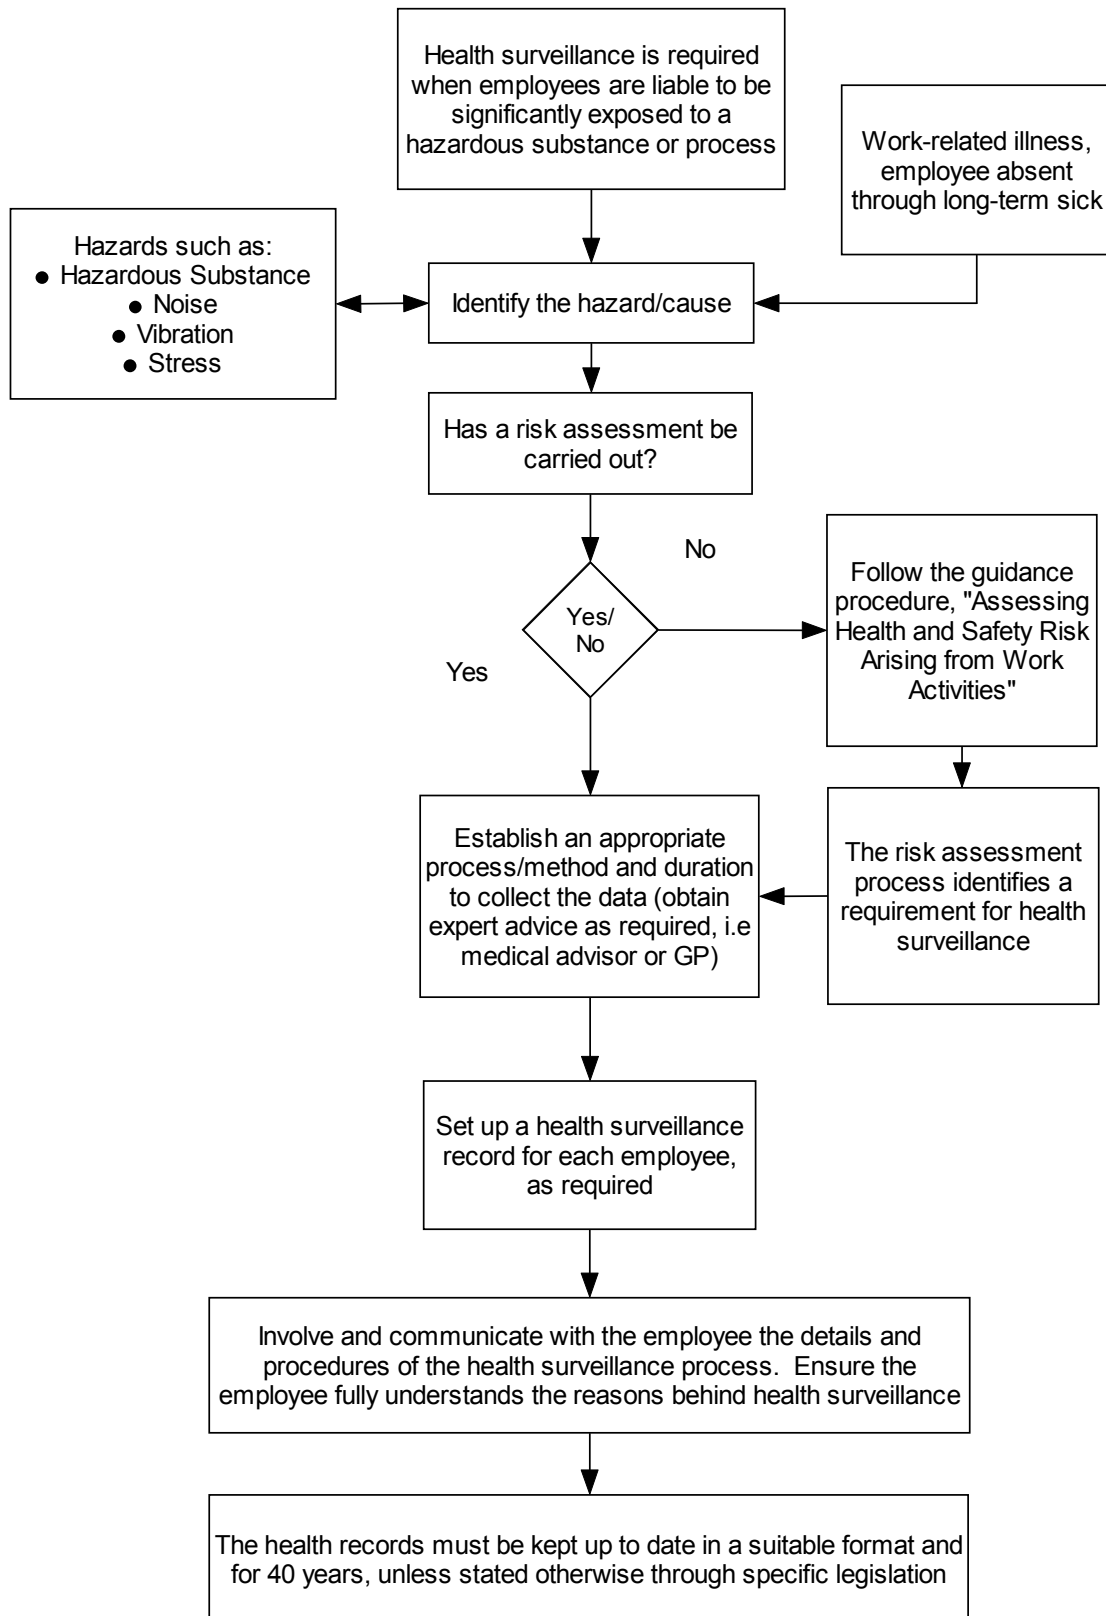 Health surveillance is required
when employees are liable to be
significantly exposed to a
hazardous substance or process
Work-related illness,
employee absent
through long-term sick
Hazards such as:
● Hazardous Substance
● Noise
● Vibration
● Stress
Identify the hazard/cause
Has a risk assessment be
carried out?
No
Yes/
No
Yes
Follow the guidance
procedure, "Assessing
Health and Safety Risk
Arising from Work
Activities"
The risk assessment
process identifies a
requirement for health
surveillance
Establish an appropriate
process/method and duration
to collect the data (obtain
expert advice as required, i.e
medical advisor or GP)
Set up a health surveillance
record for each employee,
as required
Involve and communicate with the employee the details and
procedures of the health surveillance process.  Ensure the
employee fully understands the reasons behind health surveillance
The health records must be kept up to date in a suitable format and
for 40 years, unless stated otherwise through specific legislation